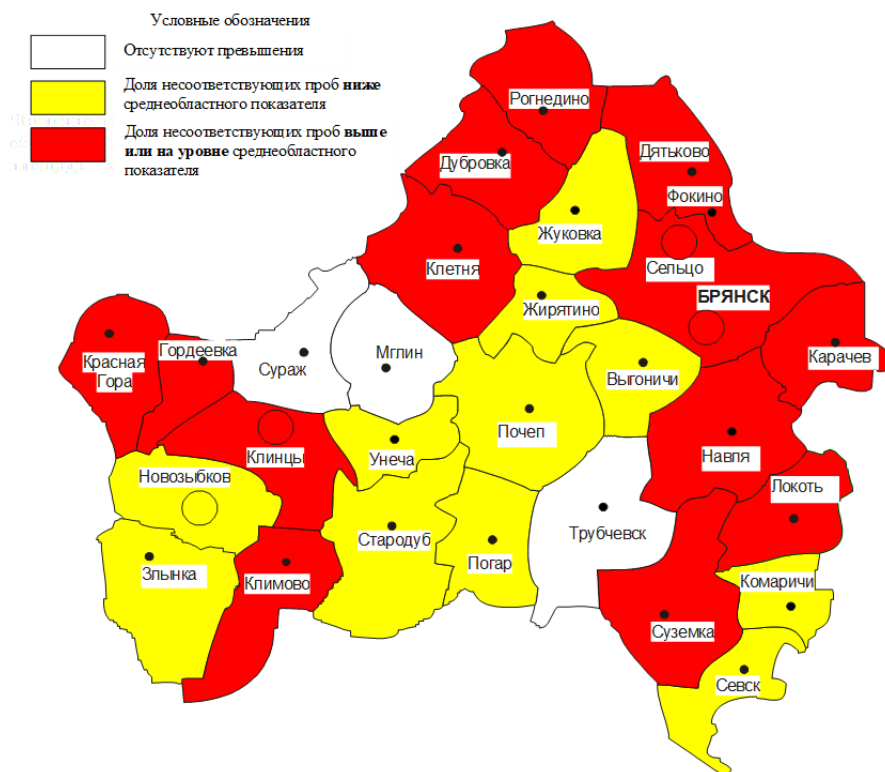 Условные обозначения
Отсутствуют превышения
Доля несоответствующих проб ниже
среднеобластного показателя
Доля несоответствующих проб выше
или на уровне среднеобластного
показателя
Рогнедино
Дубровка
Дятьково
Фокино
Жуковка
Клетня
Сельцо
БРЯНСК
Жирятино
Карачев
Красная
Гора
Гордеевка
Сураж
Мглин
Выгоничи
Почеп
Клинцы
Унеча
Навля
Новозыбков
Локоть
Стародуб
Погар
Трубчевск
Злынка
Климово
Комаричи
Суземка
Севск